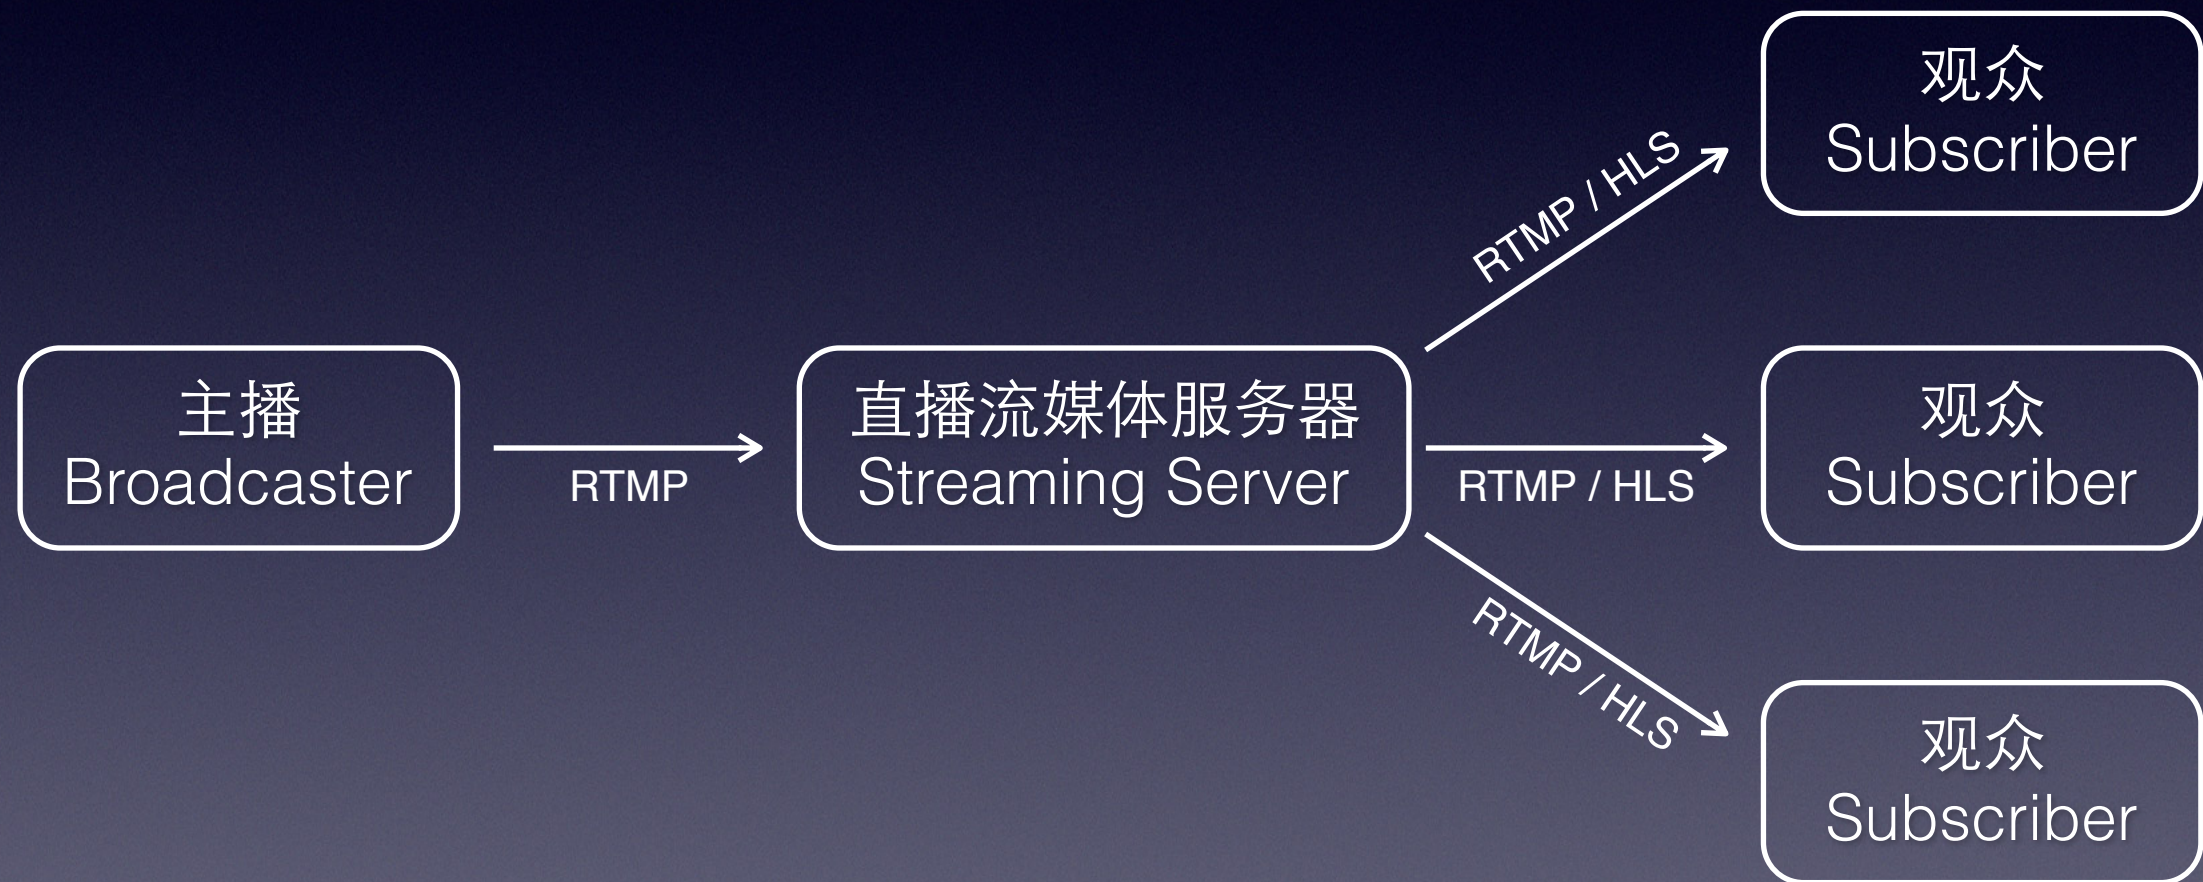 主播
Broadcaster
RTMP
直播流媒体服务器
Streaming Server
RTMP / HLS
观众
Subscriber
RTMP / HLS
观众
Subscriber
RTMP / HLS
观众
Subscriber